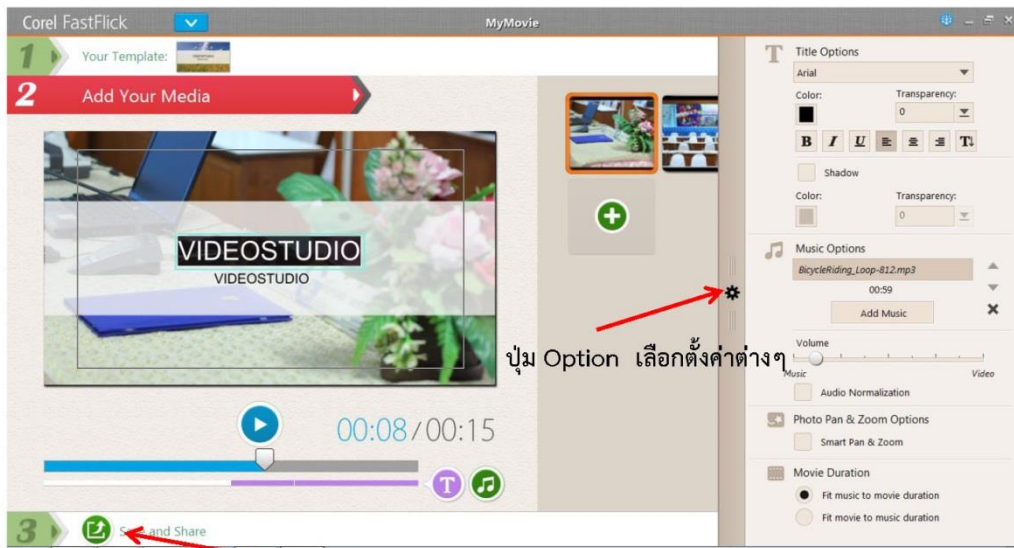 Corel FastFlick
MyMovie
1
Your Template:
2
Add Your Media
VIDEOSTUDIO
VIDEOSTUDIO
00:08/00:15
T
3
Save and Share
ปุ่ม Option เลือกตั้งค่าต่างๆ
T
Title Options
Arial
Color:
Transparency:
0
B I U T
Shadow
Color:
Transparency:
0
Music Options
BicycleRiding_Loop-812.mp3
00:59
Add Music
Volume
Music
Video
Audio Normalization
Photo Pan & Zoom Options
Smart Pan & Zoom
Movie Duration
Fit music to movie duration
Fit movie to music duration